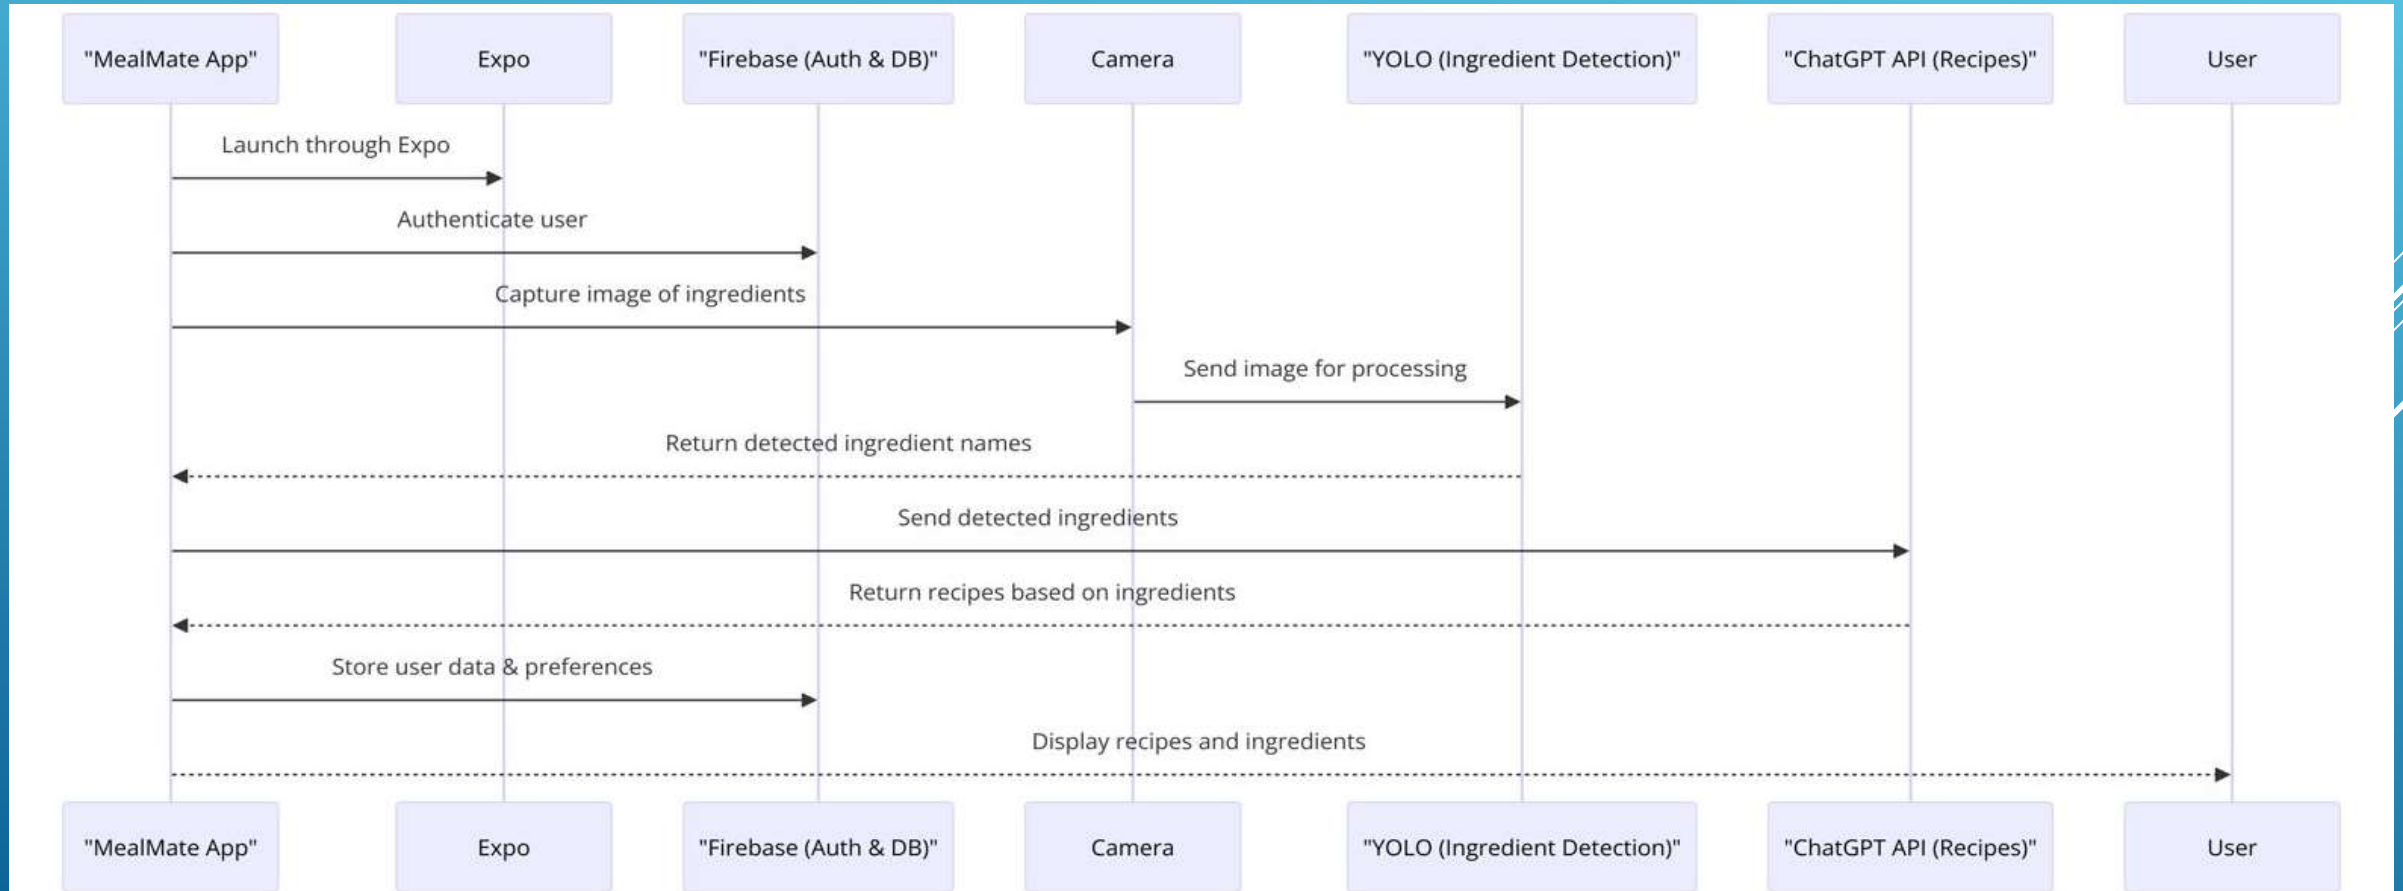 "MealMate App"
Expo
"Firebase (Auth & DB)"
Camera
"YOLO (Ingredient Detection)"
"ChatGPT API (Recipes)"
User
Launch through Expo
Authenticate user
Capture image of ingredients
Send image for processing
Return detected ingredient names
Send detected ingredients
Return recipes based on ingredients
Store user data & preferences
Display recipes and ingredients
"MealMate App"
Expo
"Firebase (Auth & DB)"
Camera
"YOLO (Ingredient Detection)"
"ChatGPT API (Recipes)"
User